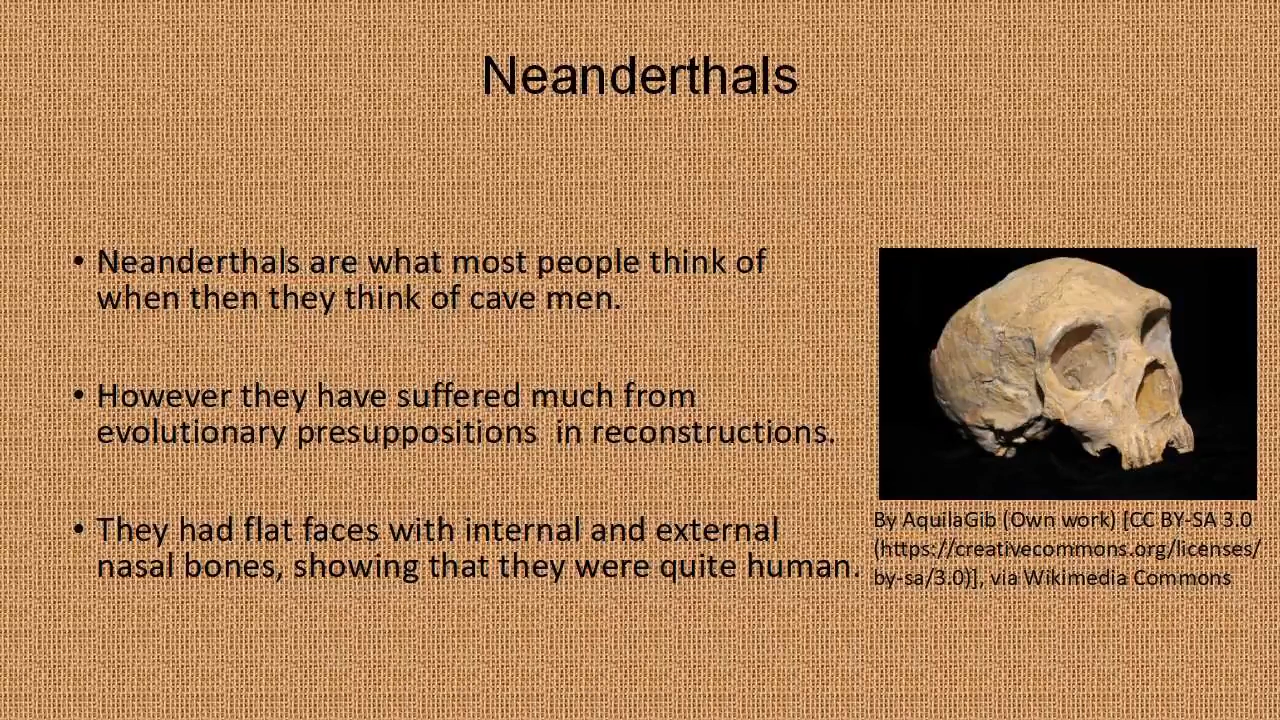 Neanderthals
• Neanderthals are what most people think of
when then they think of cave men.
• However they have suffered much from
evolutionary presuppositions  in reconstructions.
• They had flat faces with internal and external
nasal bones, showing that they were quite human.
By AquilaGib (Own work) [CC BY-SA 3.0
(https://creativecommons.org/licenses/
by-sa/3.0)], via Wikimedia Commons